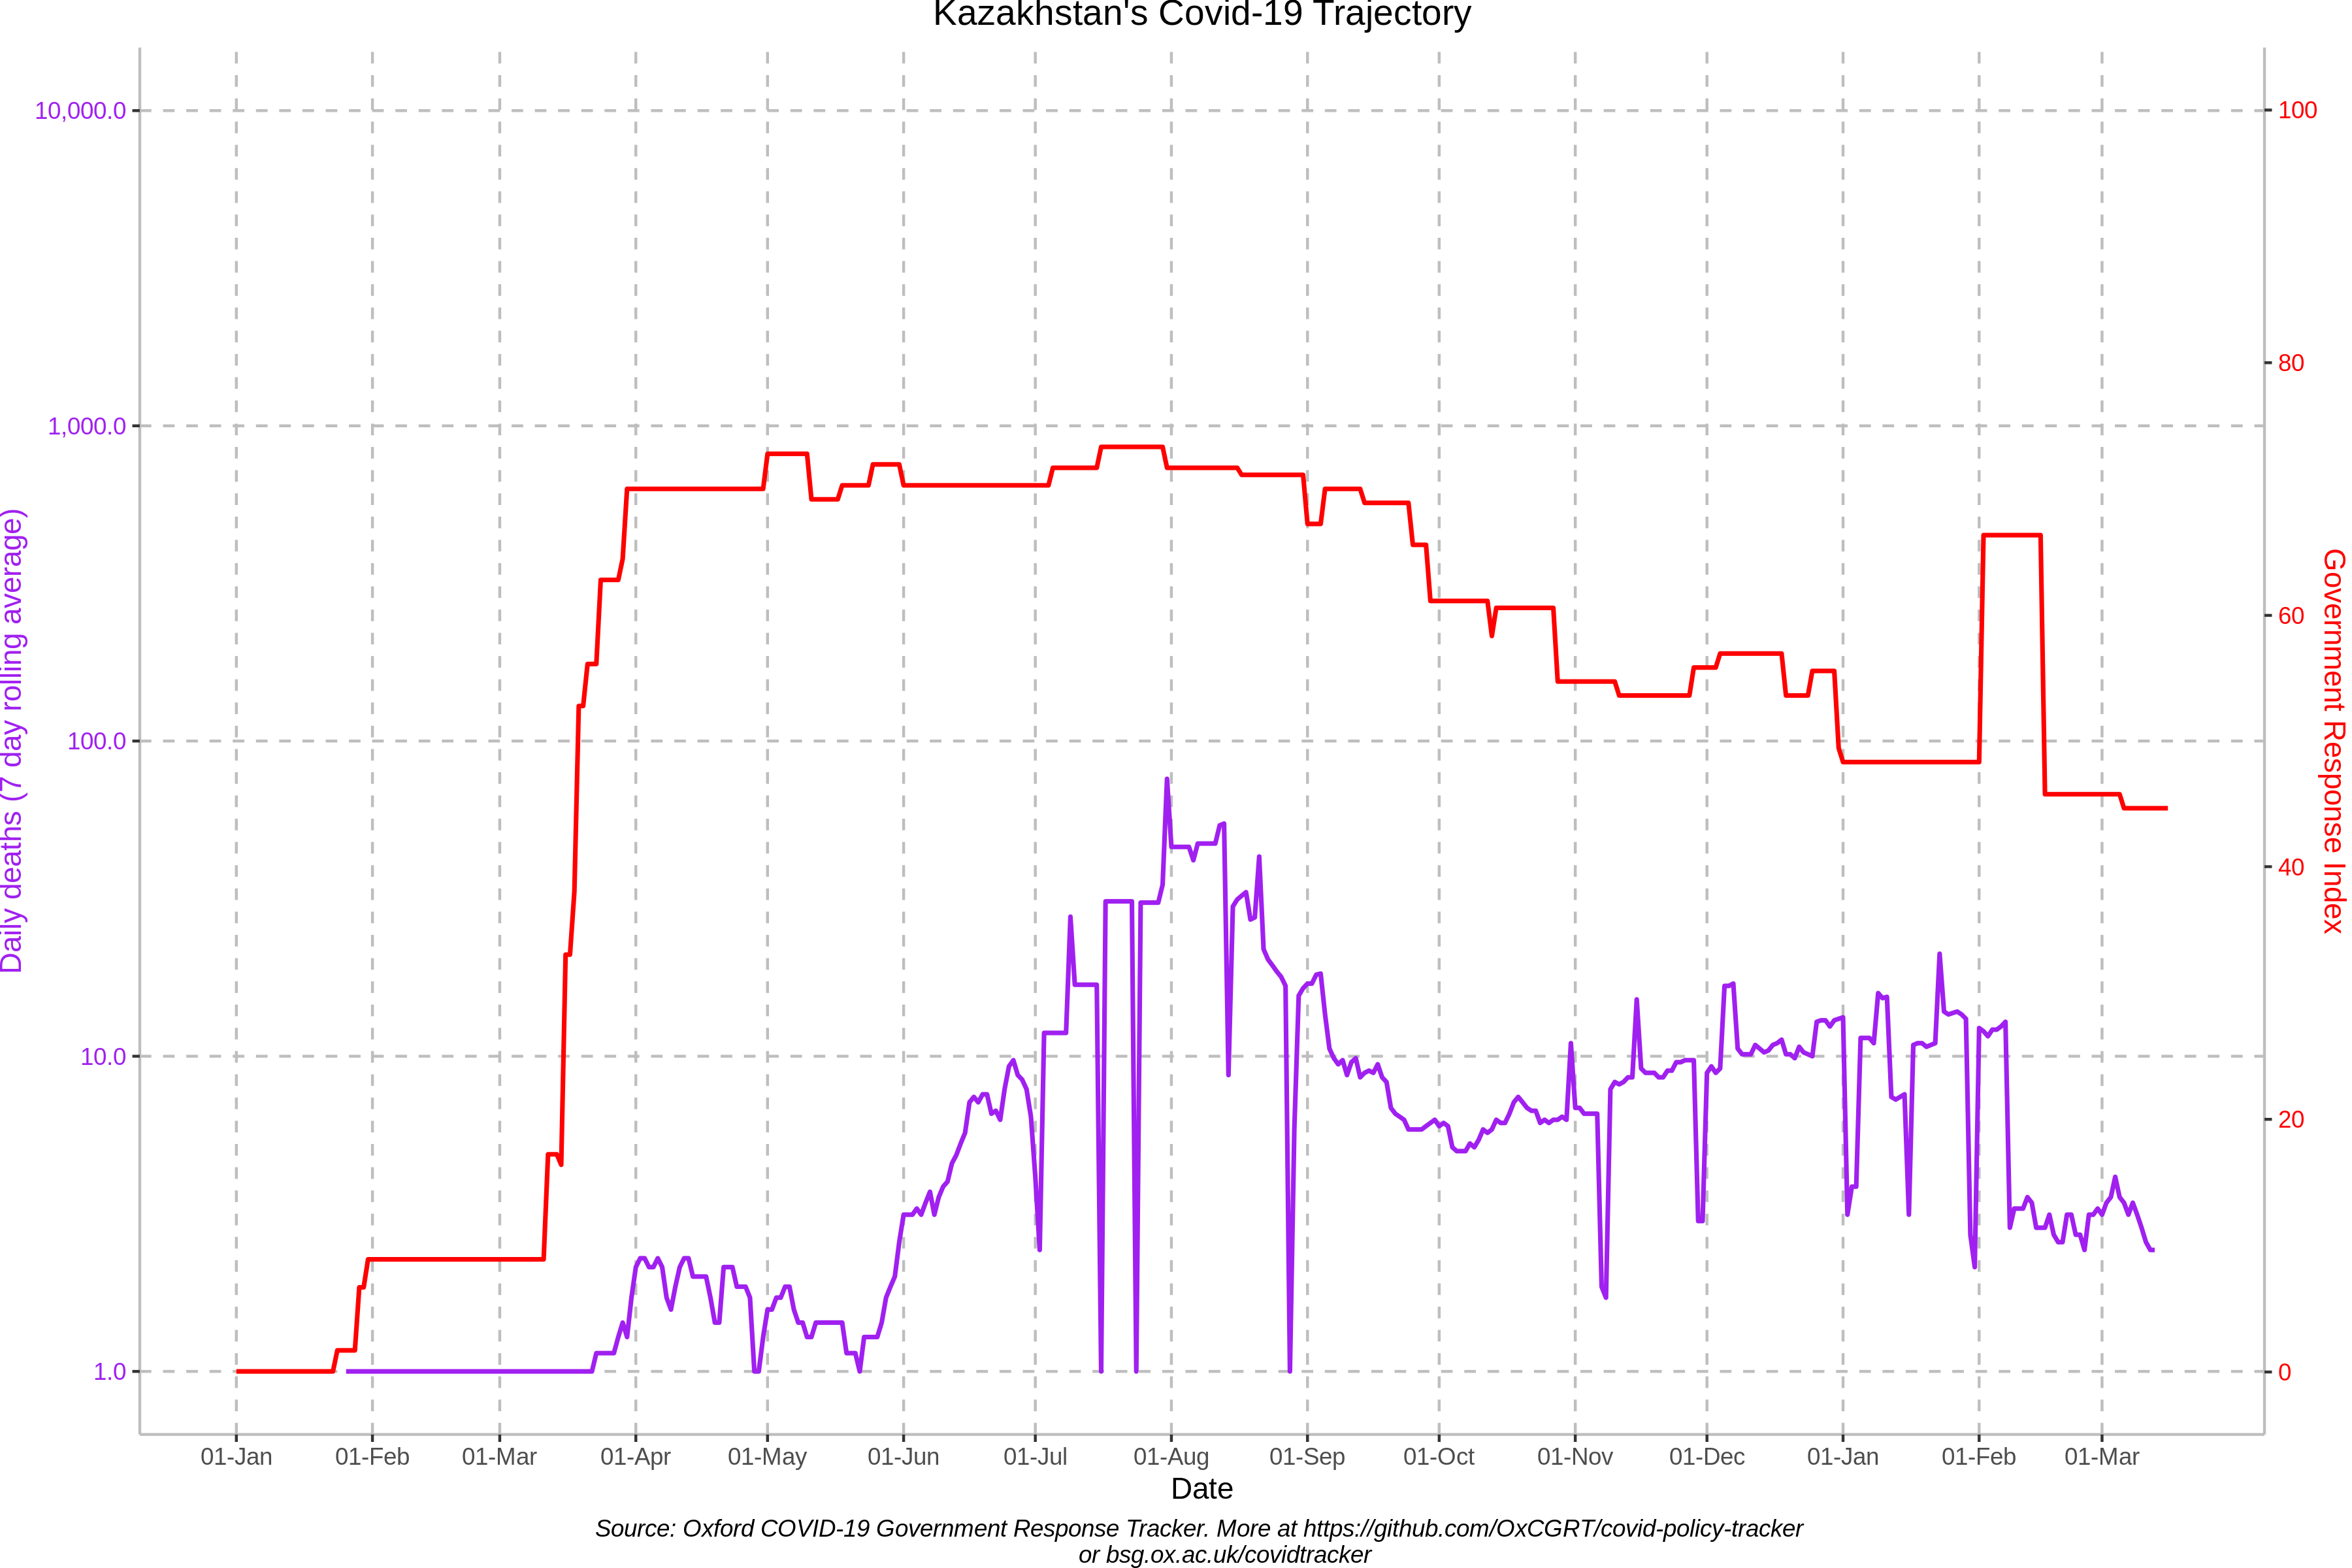 Kazakhstan's Covid-19 Trajectory
10,000.0
1,000.0
100.0
10.0
1.0
Daily deaths (7 day rolling average)
100
80
60
40
20
0
Government Response Index
01-Jan 01-Feb 01-Mar 01-Apr 01-May 01-Jun 01-Jul 01-Aug 01-Sep 01-Oct 01-Nov 01-Dec 01-Jan 01-Feb 01-Mar
Date
Source: Oxford COVID-19 Government Response Tracker. More at https://github.com/OxCGRT/covid-policy-tracker
or bsg.ox.ac.uk/covidtracker